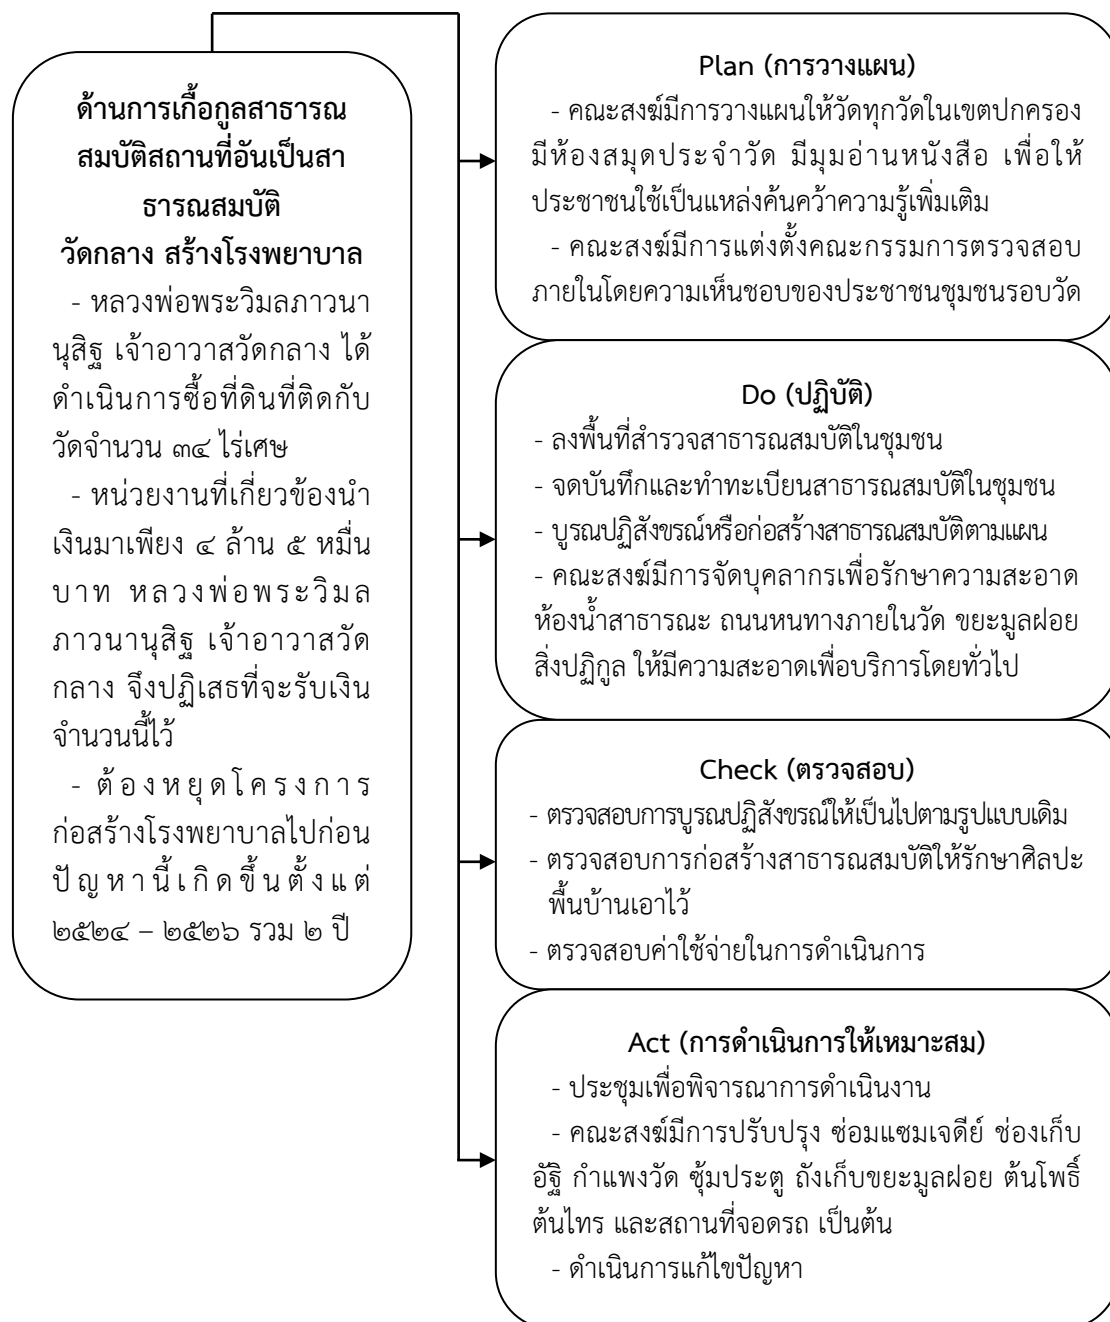 ด้านการเกื้อกูลสาธารณ
สมบัติสถานที่อันเป็นสา
ธารณสมบัติ
วัดกลาง สร้างโรงพยาบาล
- หลวงพ่อพระวิมลภาวนา
นุสิฐ เจ้าอาวาสวัดกลาง ได้
ดำเนินการซื้อที่ดินที่ติดกับ
วัดจำนวน ๓๔ ไร่เศษ
- หน่วยงานที่เกี่ยวข้องนำ
เงินมาเพียง ๔ ล้าน ๕ หมื่น
บาท หลวงพ่อพระวิมล
ภาวนานุสิฐ เจ้าอาวาสวัด
กลาง จึงปฏิเสธที่จะรับเงิน
จำนวนนี้ไว้
- ต้องหยุดโครงการ
ก่อสร้างโรงพยาบาลไปก่อน
ปัญหานี้เกิดขึ้นตั้งแต่
๒๕๒๔ – ๒๕๒๖ รวม ๒ ปี
Plan (การวางแผน)
- คณะสงฆ์มีการวางแผนให้วัดทุกวัดในเขตปกครอง
มีห้องสมุดประจำวัด มีมุมอ่านหนังสือ เพื่อให้
ประชาชนใช้เป็นแหล่งค้นคว้าความรู้เพิ่มเติม
- คณะสงฆ์มีการแต่งตั้งคณะกรรมการตรวจสอบ
ภายในโดยความเห็นชอบของประชาชนชุมชนรอบวัด
Do (ปฏิบัติ)
- ลงพื้นที่สำรวจสาธารณสมบัติในชุมชน
- จดบันทึกและทำทะเบียนสาธารณสมบัติในชุมชน
- บูรณปฏิสังขรณ์หรือก่อสร้างสาธารณสมบัติตามแผน
- คณะสงฆ์มีการจัดบุคลากรเพื่อรักษาความสะอาด
ห้องน้ำสาธารณะ ถนนหนทางภายในวัด ขยะมูลฝอย
สิ่งปฏิกูล ให้มีความสะอาดเพื่อบริการโดยทั่วไป
Check (ตรวจสอบ)
- ตรวจสอบการบูรณปฏิสังขรณ์ให้เป็นไปตามรูปแบบเดิม
- ตรวจสอบการก่อสร้างสาธารณสมบัติให้รักษาศิลปะ
พื้นบ้านเอาไว้
- ตรวจสอบค่าใช้จ่ายในการดำเนินการ
Act (การดำเนินการให้เหมาะสม)
- ประชุมเพื่อพิจารณาการดำเนินงาน
- คณะสงฆ์มีการปรับปรุง ซ่อมแซมเจดีย์ ช่องเก็บ
อัฐิ กำแพงวัด ซุ้มประตู ถังเก็บขยะมูลฝอย ต้นโพธิ์
ต้นไทร และสถานที่จอดรถ เป็นต้น
- ดำเนินการแก้ไขปัญหา